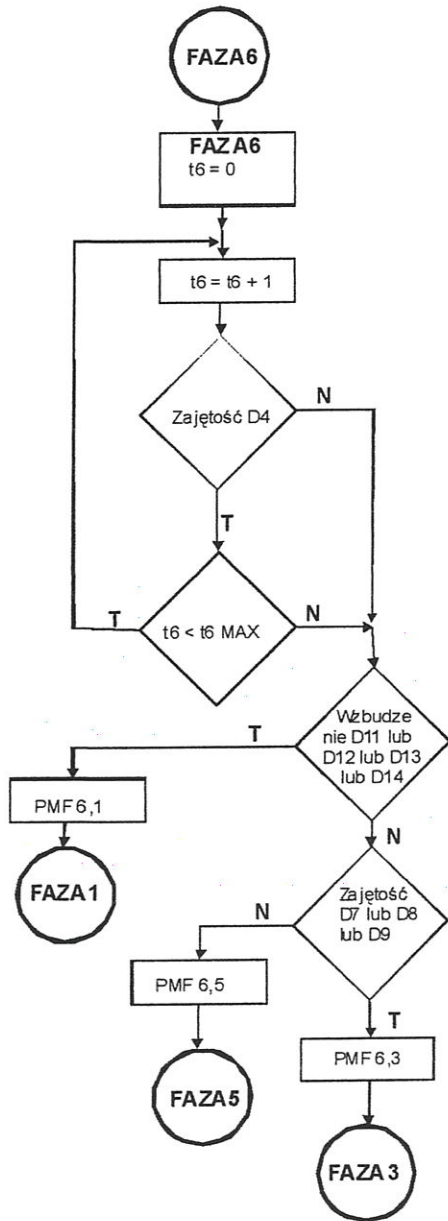 FAZA6
FAZA6
t6 = 0
t6 = t6 + 1
Zajętość D4
N
T
t6 < t6 MAX
T
N
Wzbudze
nie D11 lub
D12 lub D13
lub D14
T
N
PMF 6,1
FAZA1
Zajętość
D7 lub D8
lub D9
N
T
PMF 6,5
FAZA5
PMF 6,3
FAZA3